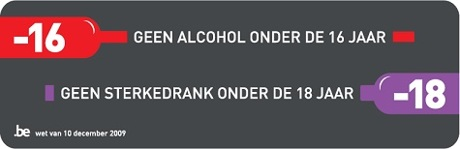 -16 GEEN ALCOHOL ONDER DE 16 JAAR
GEEN STERKEDRANK ONDER DE 18 JAAR -18
.be wet van 10 december 2009